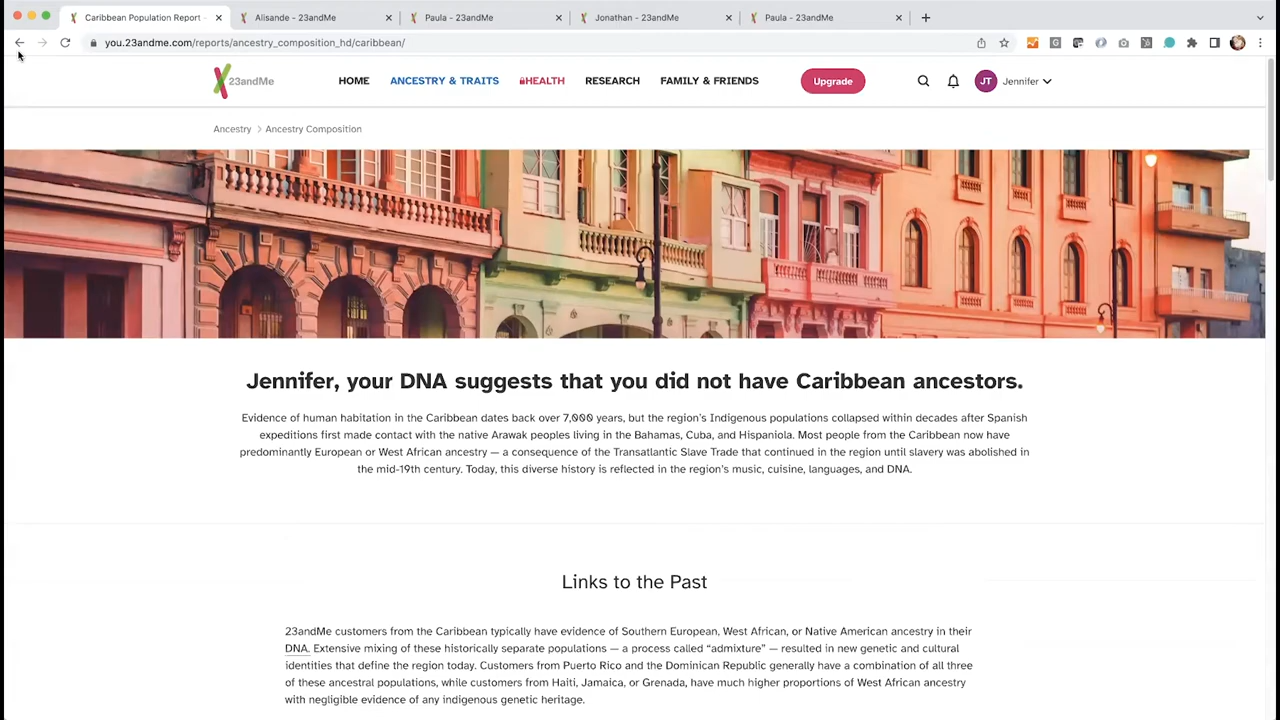 Caribbean Population Report -
Alisande - 23andMe
Paula - 23andMe
Jonathan - 23andMe
Paula - 23andMe
you.23andme.com/reports/ancestry_composition_hd/caribbean/
23andMe
HOME
ANCESTRY & TRAITS
HEALTH
RESEARCH
FAMILY & FRIENDS
Upgrade
JT
Jennifer
Ancestry
Ancestry Composition
Jennifer, your DNA suggests that you did not have Caribbean ancestors.
Evidence of human habitation in the Caribbean dates back over 7,000 years, but the region's Indigenous populations collapsed within decades after Spanish
expeditions first made contact with the native Arawak peoples living in the Bahamas, Cuba, and Hispaniola. Most people from the Caribbean now have
predominantly European or West African ancestry — a consequence of the Transatlantic Slave Trade that continued in the region until slavery was abolished in
the mid-19th century. Today, this diverse history is reflected in the region's music, cuisine, languages, and DNA.
Links to the Past
23andMe customers from the Caribbean typically have evidence of Southern European, West African, or Native American ancestry in their
DNA. Extensive mixing of these historically separate populations — a process called “admixture” — resulted in new genetic and cultural
identities that define the region today. Customers from Puerto Rico and the Dominican Republic generally have a combination of all three
of these ancestral populations, while customers from Haiti, Jamaica, or Grenada, have much higher proportions of West African ancestry
with negligible evidence of any indigenous genetic heritage.